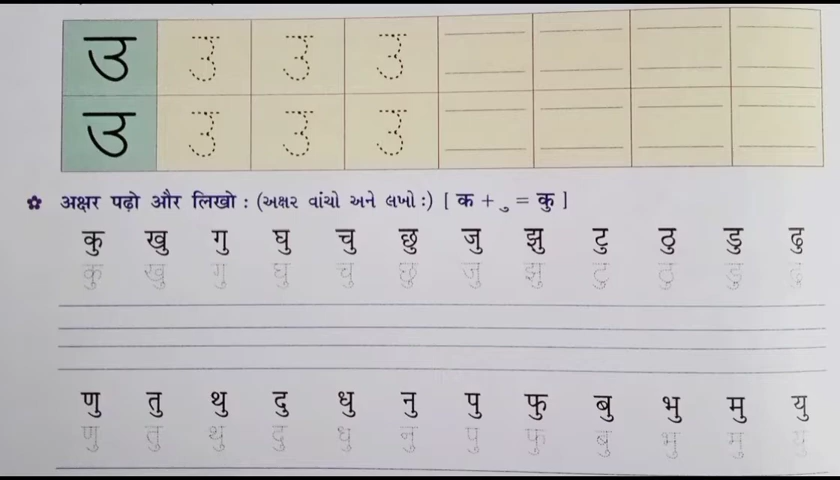 उ उ उ उ
उ उ उ उ
अक्षर पढ़ो और लिखो : (અક્ષર વાંચો અને લખો :) [ क + ु = कु ]
कु खु गु घु चु छु जु झु टु ठु डु ढु
कु खु गु घु चु छु जु झु टु ठु डु ढु
णु तु थु दु धु नु पु फु बु भु मु यु
णु तु थु दु धु नु पु फु बु भु मु यु